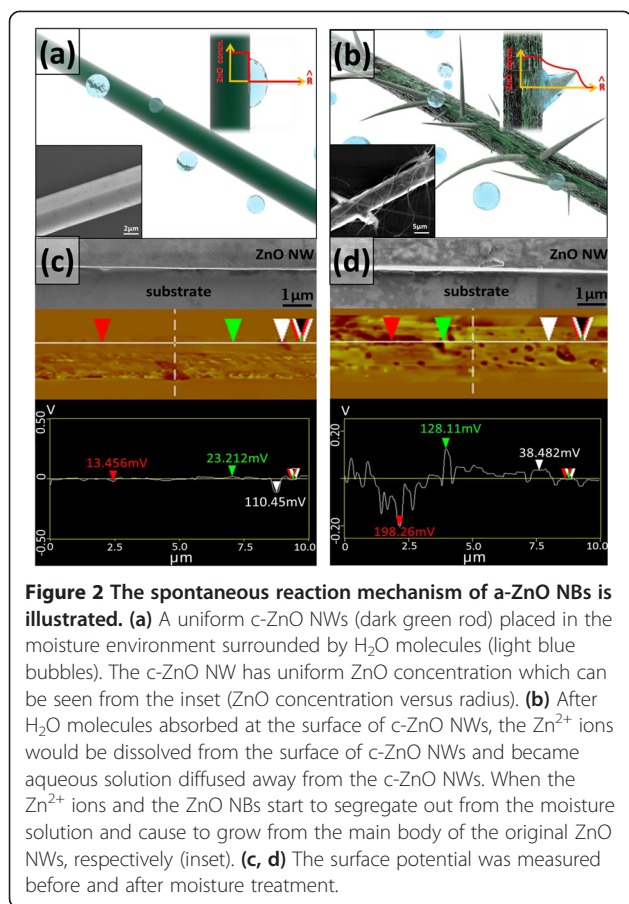 (a)
ZnO concn.
R̂
2μm
(b)
ZnO concn.
R̂
5μm
(c)
ZnO NW
substrate
1μm
V
0.50
0
-0.50
13.456mV
23.212mV
110.45mV
0
2.5
5.0
7.5
10.0
μm
(d)
ZnO NW
substrate
1μm
V
0.20
-0.20
128.11mV
38.482mV
198.26mV
0
2.5
5.0
7.5
10.0
μm
Figure 2 The spontaneous reaction mechanism of a-ZnO NBs is
illustrated. (a) A uniform c-ZnO NWs (dark green rod) placed in the
moisture environment surrounded by H₂O molecules (light blue
bubbles). The c-ZnO NW has uniform ZnO concentration which can
be seen from the inset (ZnO concentration versus radius). (b) After
H₂O molecules absorbed at the surface of c-ZnO NWs, the Zn²⁺ ions
would be dissolved from the surface of c-ZnO NWs and became
aqueous solution diffused away from the c-ZnO NWs. When the
Zn²⁺ ions and the ZnO NBs start to segregate out from the moisture
solution and cause to grow from the main body of the original ZnO
NWs, respectively (inset). (c, d) The surface potential was measured
before and after moisture treatment.